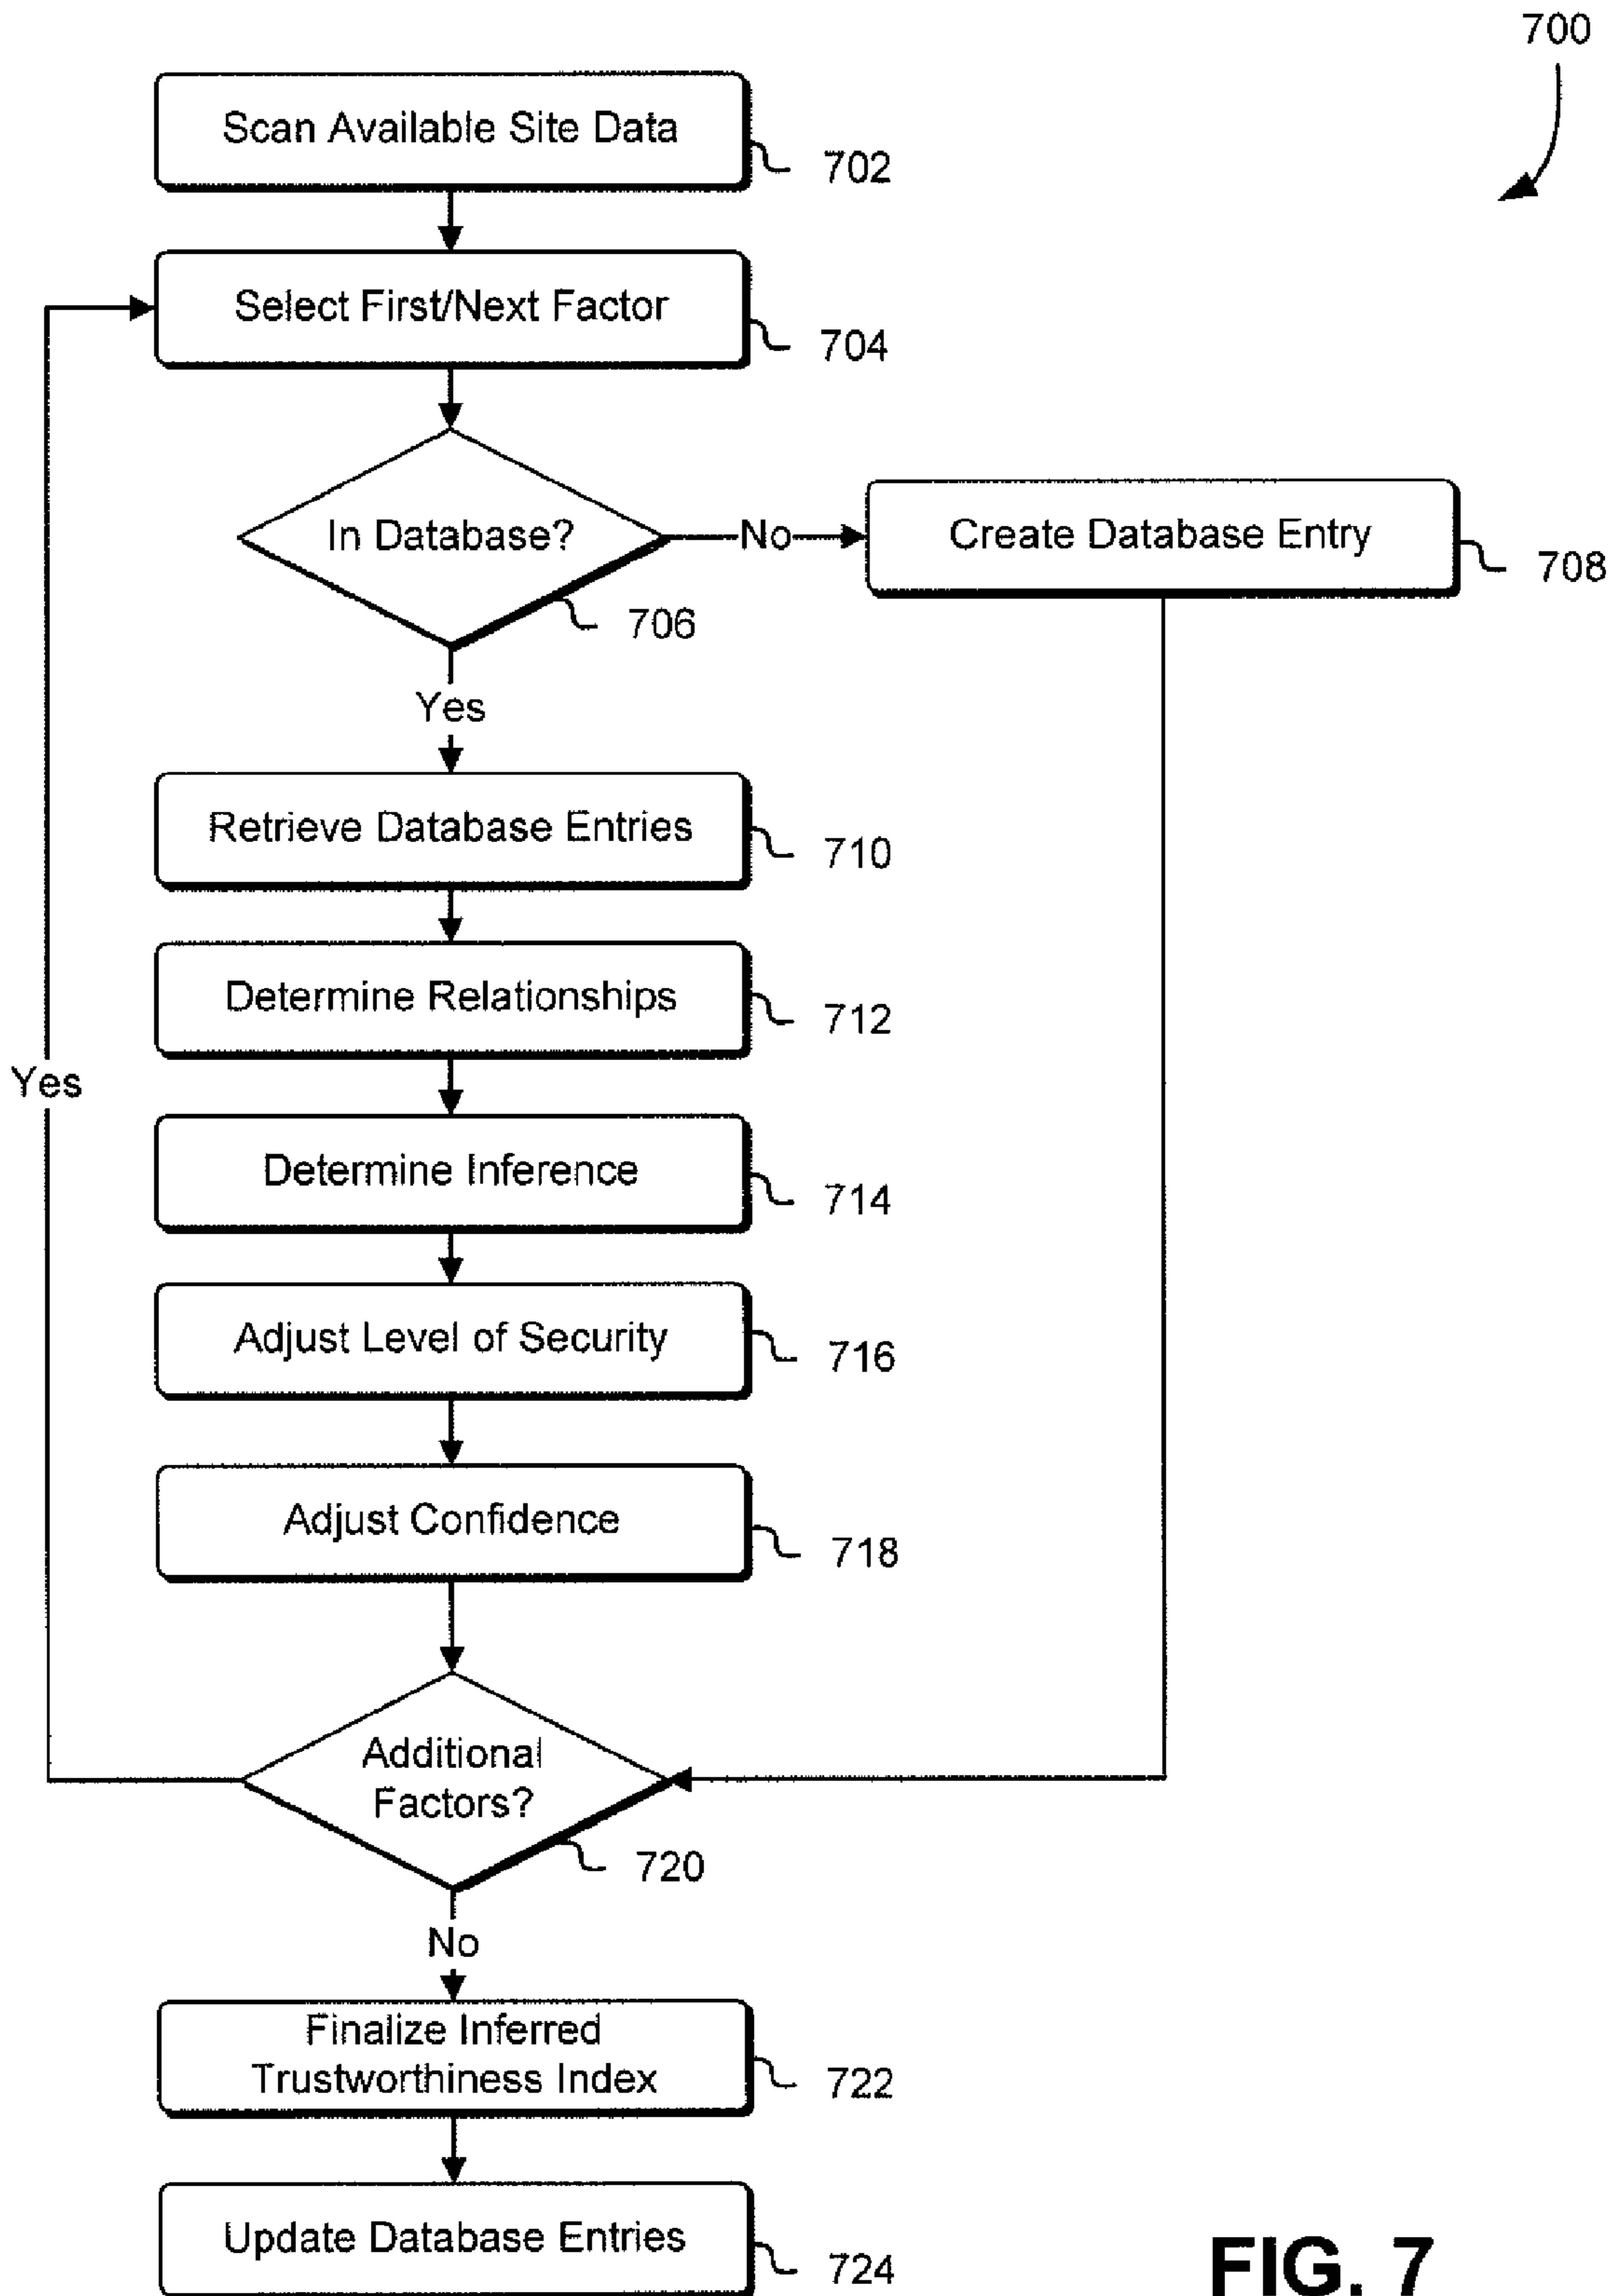 700
Scan Available Site Data
702
Select First/Next Factor
704
In Database?
706
No
Create Database Entry
708
Yes
Retrieve Database Entries
710
Determine Relationships
712
Yes
Determine Inference
714
Adjust Level of Security
716
Adjust Confidence
718
Additional
Factors?
720
No
Finalize Inferred
Trustworthiness Index
722
Update Database Entries
724
FIG. 7